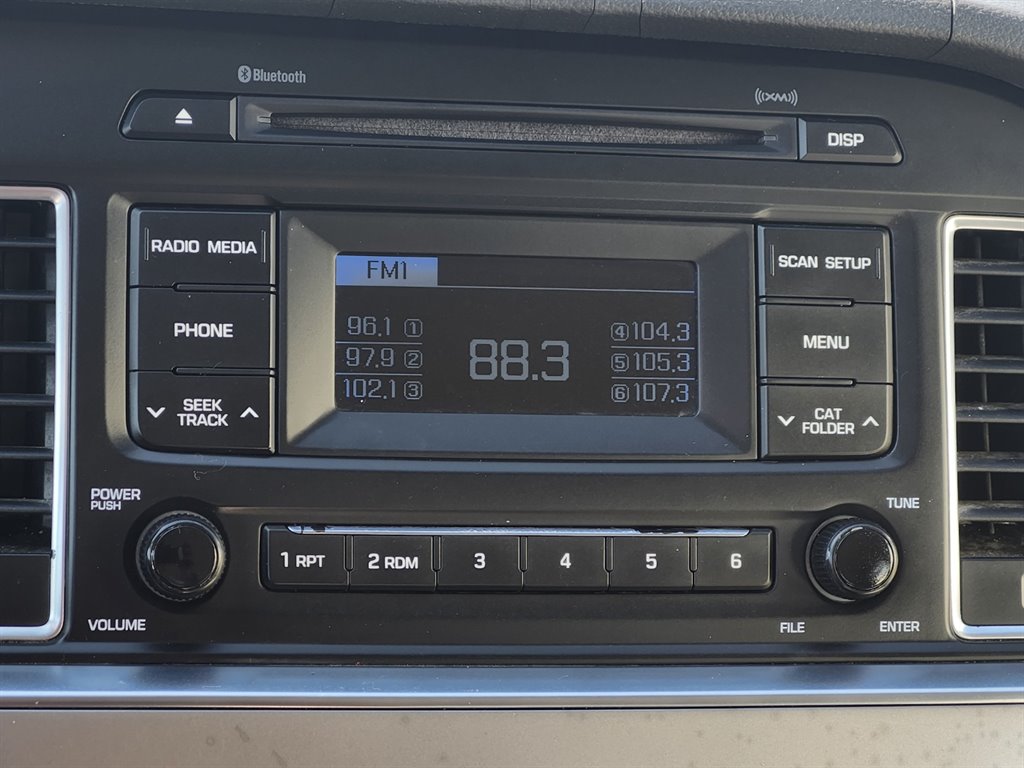 Bluetooth
((XM))
DISP
RADIO MEDIA
PHONE
SEEK
TRACK
FM1
96.1 1
97.9 2
102.1 3
88.3
4 104.3
5 105.3
6 107.3
SCAN SETUP
MENU
CAT
FOLDER
POWER
PUSH
VOLUME
1 RPT
2 RDM
3
4
5
6
TUNE
FILE
ENTER